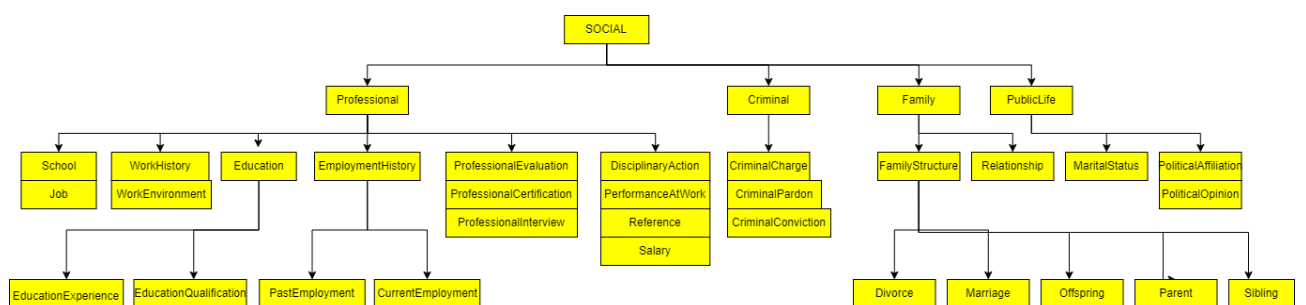 SOCIAL
Professional
Criminal
Family
PublicLife
School
WorkHistory
Education
EmploymentHistory
ProfessionalEvaluation
DisciplinaryAction
CriminalCharge
FamilyStructure
Relationship
MaritalStatus
PoliticalAffiliation
Job
WorkEnvironment
ProfessionalCertification
PerformanceAtWork
CriminalPardon
PoliticalOpinion
ProfessionalInterview
Reference
CriminalConviction
Salary
EducationExperience
EducationQualification
PastEmployment
CurrentEmployment
Divorce
Marriage
Offspring
Parent
Sibling